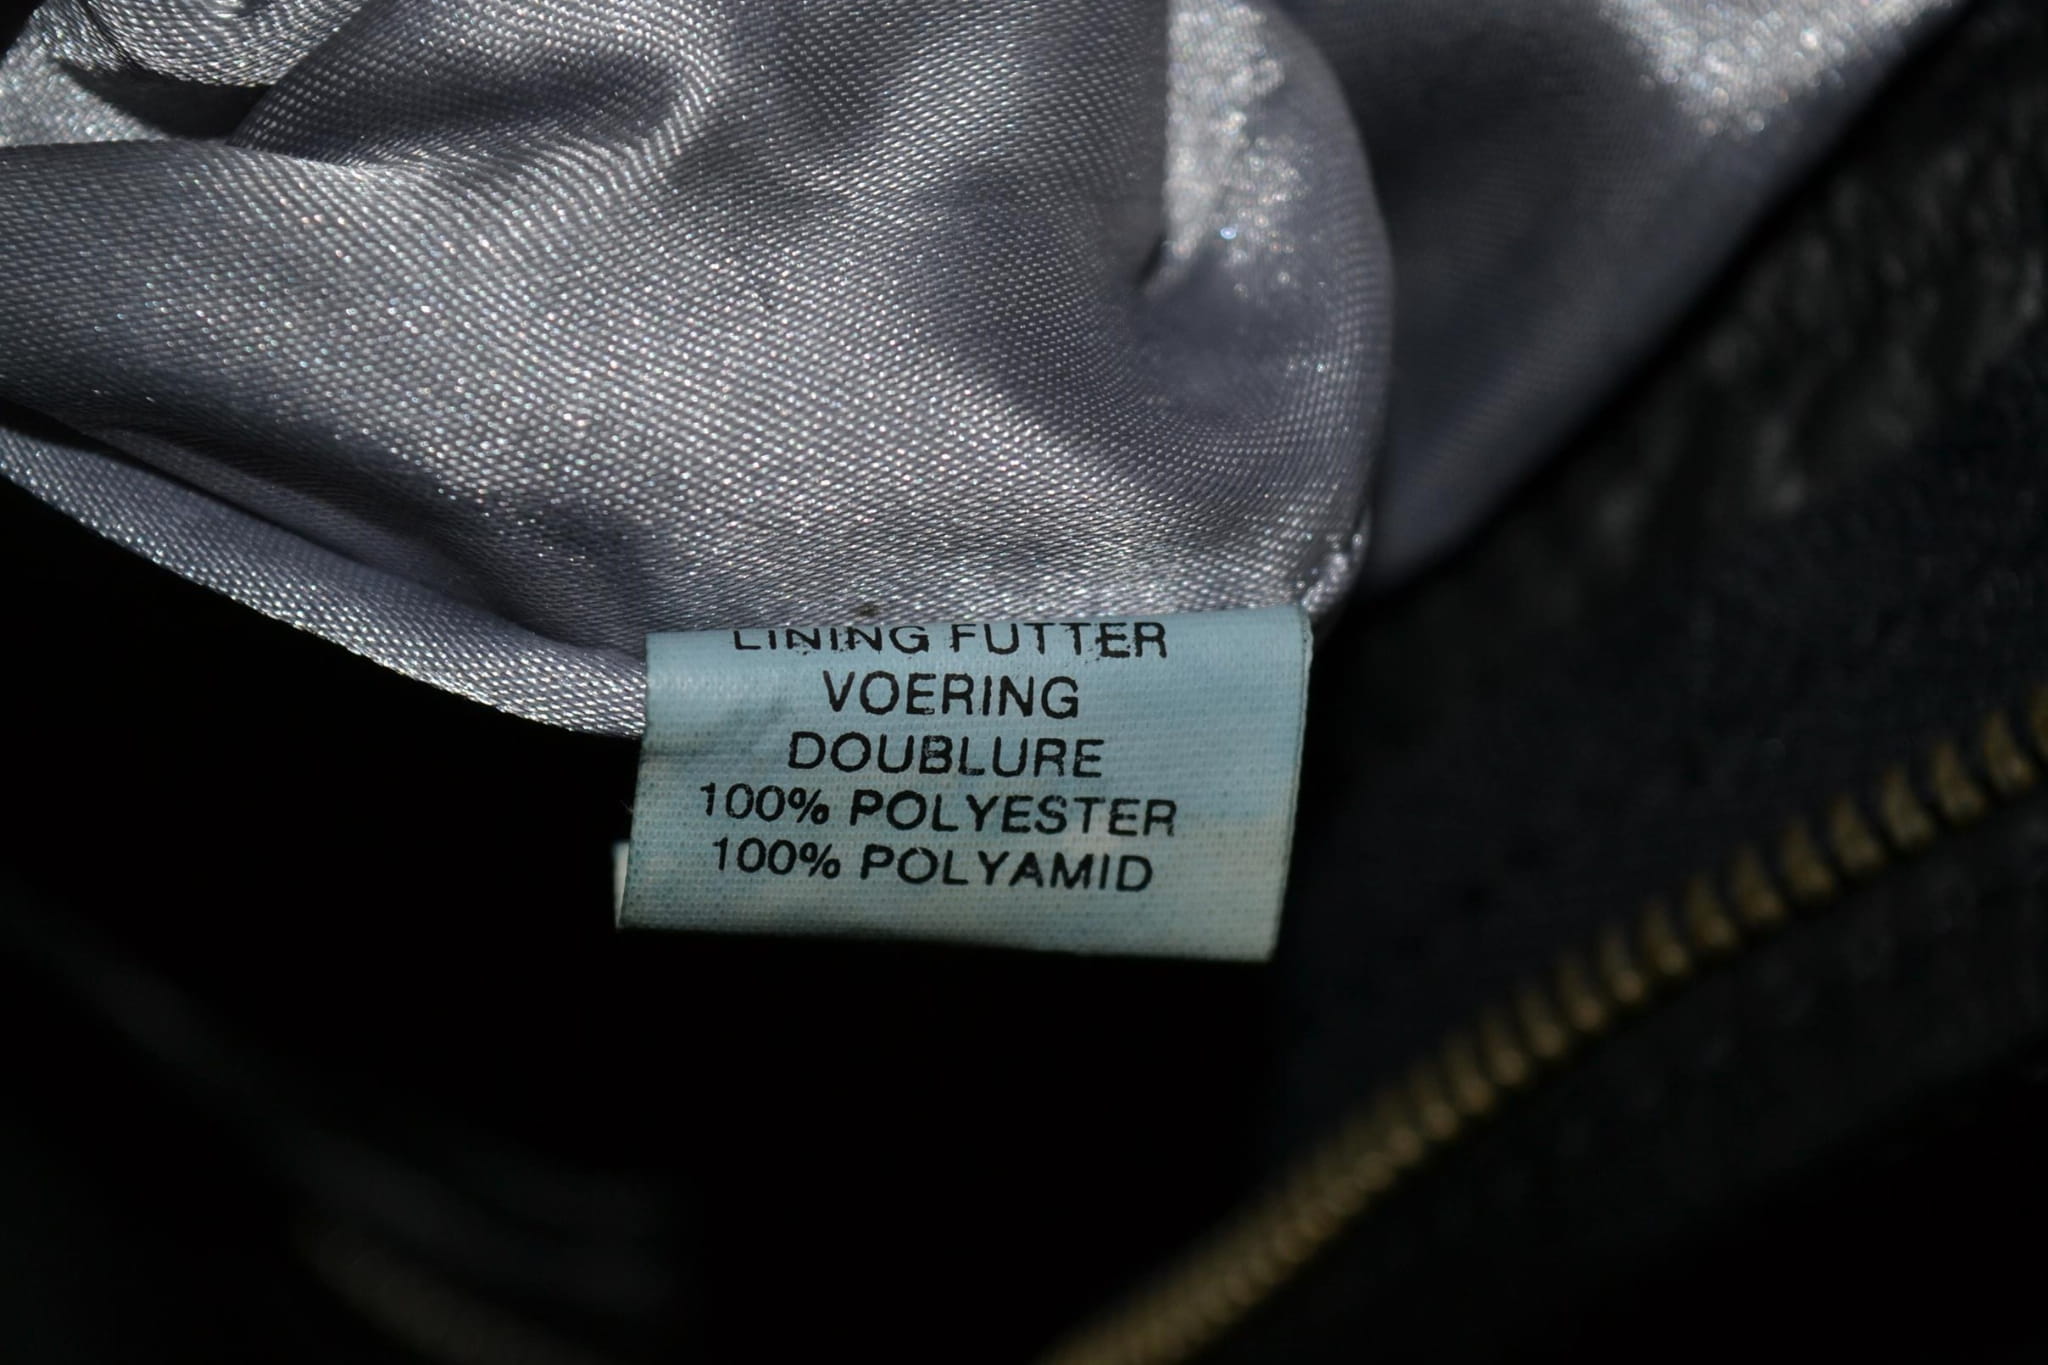 LINING FUTTER
VOERING
DOUBLURE
100% POLYESTER
100% POLYAMID